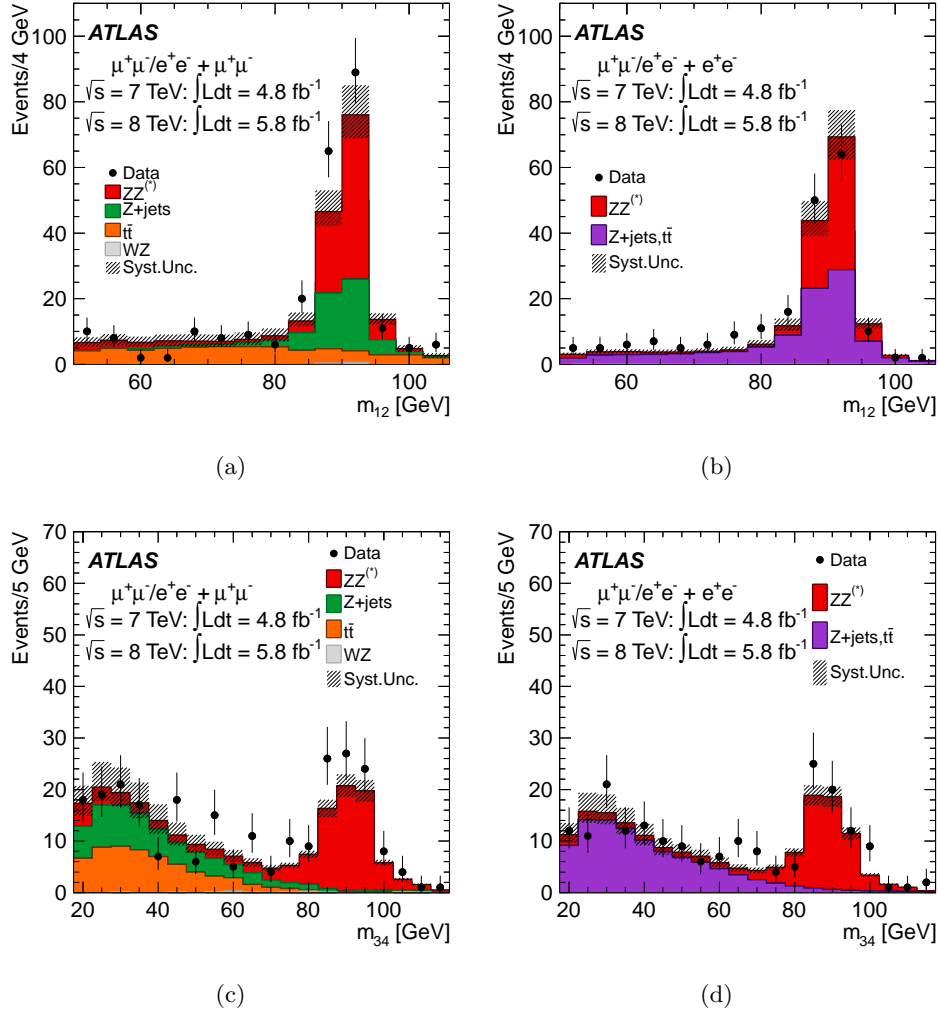 Events/4 GeV
100
80
60
40
20
0
ATLAS
μ⁺μ⁻/e⁺e⁻ + μ⁺μ⁻
√s = 7 TeV: ∫Ldt = 4.8 fb⁻¹
√s = 8 TeV: ∫Ldt = 5.8 fb⁻¹
Data
ZZ(*)
Z+jets
tt̄
WZ
Syst.Unc.
60 80 100
m₁₂ [GeV]
(a)
Events/4 GeV
100
80
60
40
20
0
ATLAS
μ⁺μ⁻/e⁺e⁻ + e⁺e⁻
√s = 7 TeV: ∫Ldt = 4.8 fb⁻¹
√s = 8 TeV: ∫Ldt = 5.8 fb⁻¹
Data
ZZ(*)
Z+jets,tt̄
Syst.Unc.
60 80 100
m₁₂ [GeV]
(b)
Events/5 GeV
70
60
50
40
30
20
10
0
ATLAS
μ⁺μ⁻/e⁺e⁻ + μ⁺μ⁻
√s = 7 TeV: ∫Ldt = 4.8 fb⁻¹
√s = 8 TeV: ∫Ldt = 5.8 fb⁻¹
Data
ZZ(*)
Z+jets
tt̄
WZ
Syst.Unc.
20 40 60 80 100
m₃₄ [GeV]
(c)
Events/5 GeV
70
60
50
40
30
20
10
0
ATLAS
μ⁺μ⁻/e⁺e⁻ + e⁺e⁻
√s = 7 TeV: ∫Ldt = 4.8 fb⁻¹
√s = 8 TeV: ∫Ldt = 5.8 fb⁻¹
Data
ZZ(*)
Z+jets,tt̄
Syst.Unc.
20 40 60 80 100
m₃₄ [GeV]
(d)